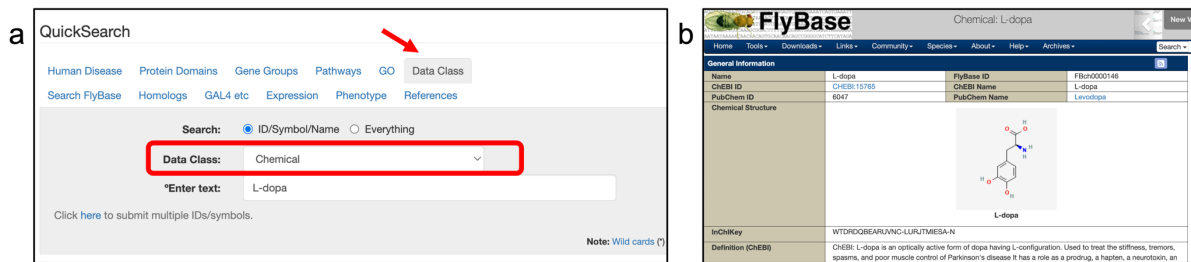 a
QuickSearch
Human Disease Protein Domains Gene Groups Pathways GO Data Class
Search FlyBase Homologs GAL4 etc Expression Phenotype References
Search: ID/Symbol/Name Everything
Data Class: Chemical
ºEnter text: L-dopa
Click here to submit multiple IDs/symbols.
Note: Wild cards (*)
b
FlyBase
Chemical: L-dopa
New V
Home Tools Downloads Links Community Species About Help Archives Search
General Information
Name L-dopa FlyBase ID FBch0000146
ChEBI ID CHEBI:15765 ChEBI Name L-dopa
PubChem ID 6047 PubChem Name Levodopa
Chemical Structure
H
O O
N H
H
H O
O H
L-dopa
InChIKey WTDRDQBEARUVNC-LURJTMIESA-N
Definition (ChEBI) ChEBI: L-dopa is an optically active form of dopa having L-configuration. Used to treat the stiffness, tremors,
spasms, and poor muscle control of Parkinson's disease It has a role as a prodrug, a hapten, a neurotoxin, an